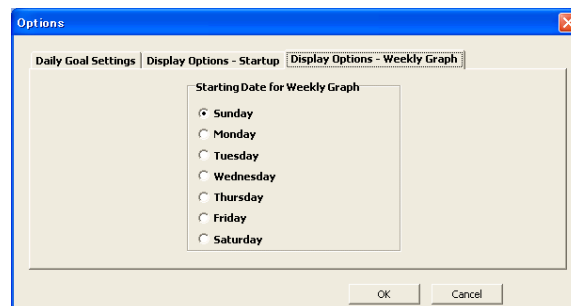 Options
Daily Goal Settings Display Options - Startup Display Options - Weekly Graph
Starting Date for Weekly Graph
Sunday
Monday
Tuesday
Wednesday
Thursday
Friday
Saturday
OK Cancel